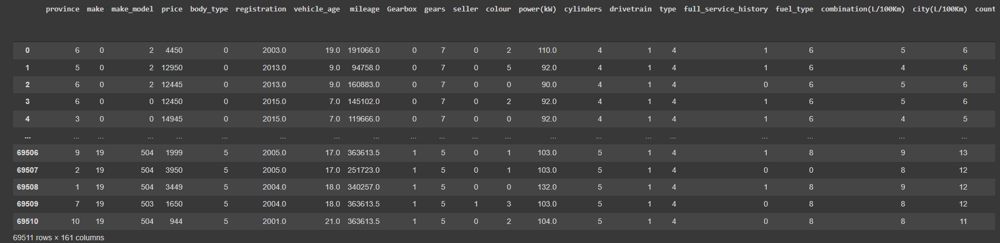 province make make_model price body_type registration vehicle_age mileage Gearbox gears seller colour power(kW) cylinders drivetrain type full_service_history fuel_type combination(L/100Km) city(L/100Km) count
0 6 0 2 4450 0 2003.0 19.0 191066.0 0 7 0 2 110.0 4 1 4 1 6 5 6
1 5 0 2 12950 0 2013.0 9.0 94758.0 0 7 0 5 92.0 4 1 4 1 6 4 6
2 6 0 2 12445 0 2013.0 9.0 160883.0 0 7 0 0 90.0 4 1 4 0 6 5 6
3 6 0 0 12450 0 2015.0 7.0 145102.0 0 7 0 2 92.0 4 1 4 1 6 5 6
4 3 0 0 14945 0 2015.0 7.0 119666.0 0 7 0 0 92.0 4 1 4 1 6 4 5
... ... ... ... ... ... ... ... ... ... ... ... ... ... ... ... ... ... ... ... ...
69506 9 19 504 1999 5 2005.0 17.0 363613.5 1 5 0 1 103.0 5 1 4 1 8 9 13
69507 2 19 504 3950 5 2005.0 17.0 251723.0 1 5 0 1 103.0 5 1 4 0 0 8 12
69508 1 19 504 3449 5 2004.0 18.0 340257.0 1 5 0 0 132.0 5 1 4 1 8 9 12
69509 7 19 503 1650 5 2004.0 18.0 363613.5 1 5 1 3 103.0 5 1 4 0 8 8 12
69510 10 19 504 944 5 2001.0 21.0 363613.5 1 5 0 2 104.0 5 1 4 0 8 8 11
69511 rows × 161 columns